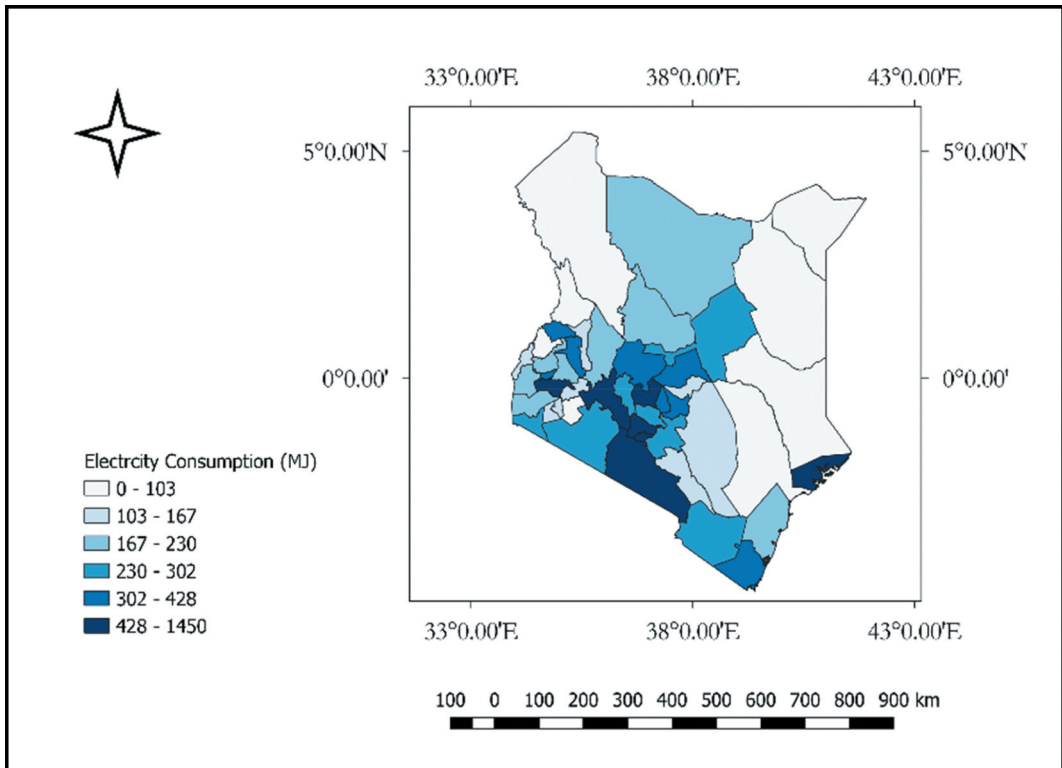 33°0.00'E 38°0.00'E 43°0.00'E
5°0.00'N 5°0.00'N
0°0.00' 0°0.00'
Electrcity Consumption (MJ)
0 - 103
103 - 167
167 - 230
230 - 302
302 - 428
428 - 1450
33°0.00'E 38°0.00'E 43°0.00'E
100 0 100 200 300 400 500 600 700 800 900 km